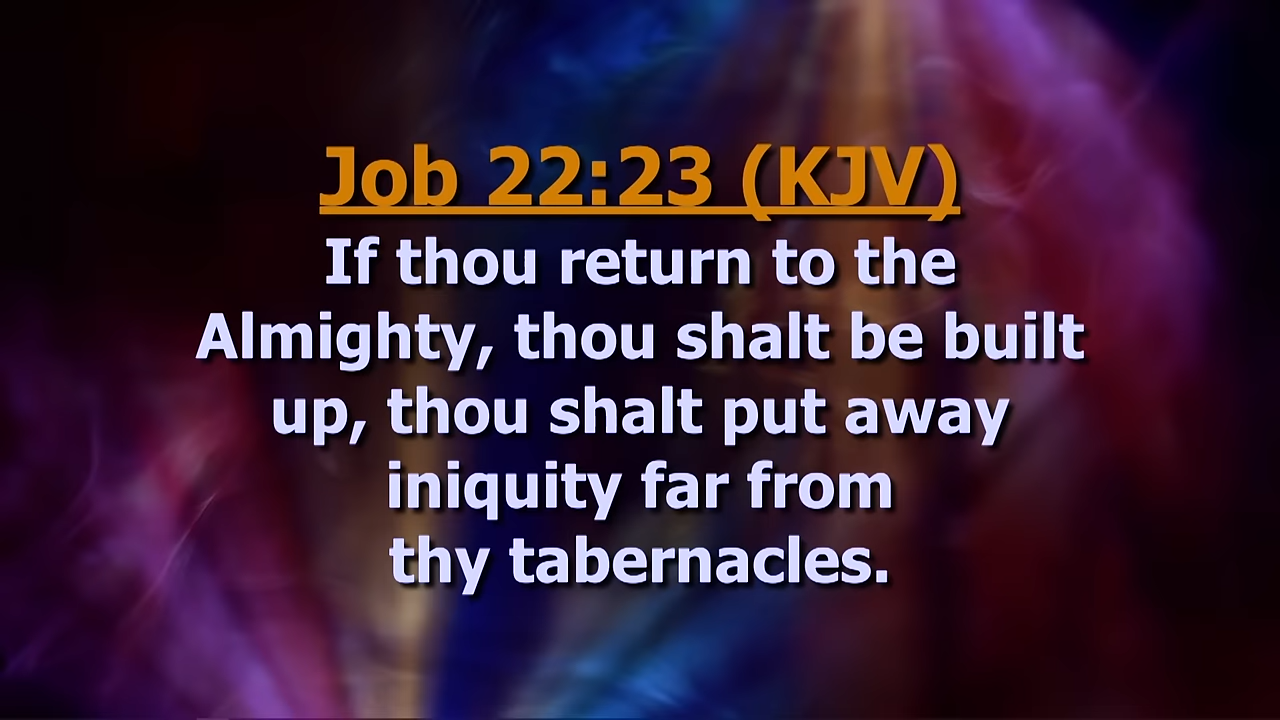 Job 22:23 (KJV)
If thou return to the
Almighty, thou shalt be built
up, thou shalt put away
iniquity far from
thy tabernacles.